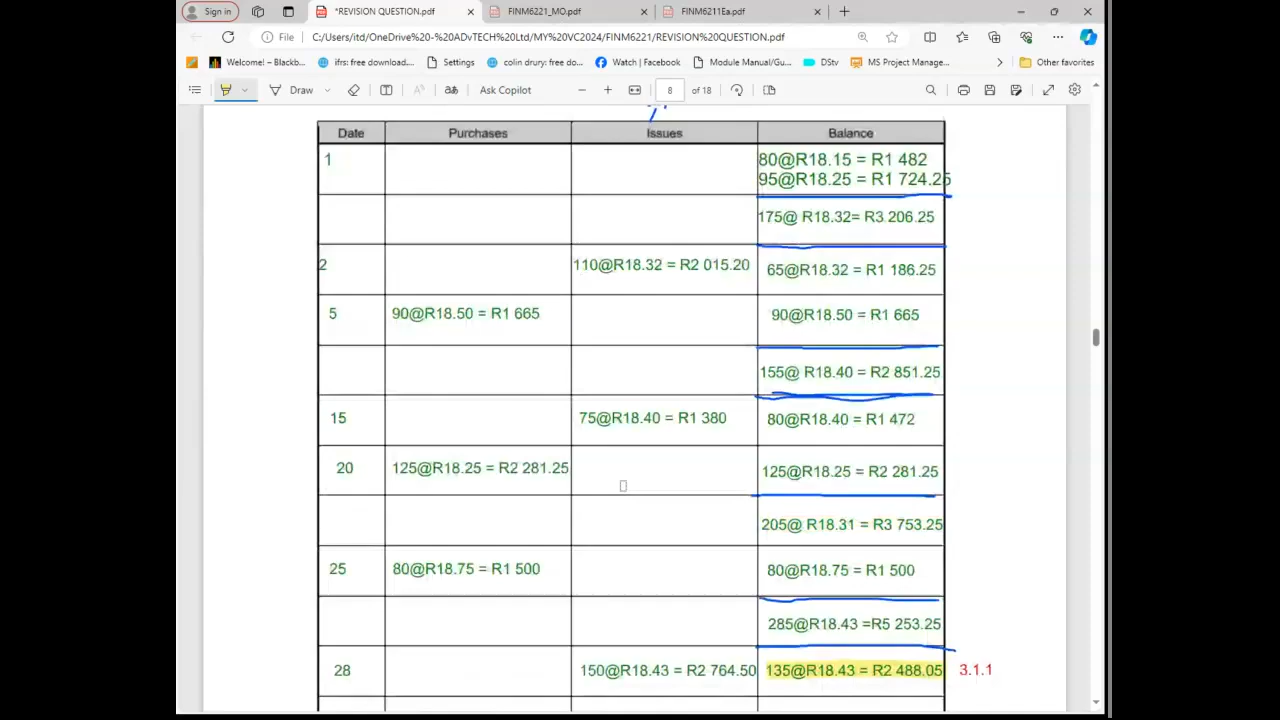 Sign in
*REVISION QUESTION.pdf
FINM6221_MO.pdf
FINM6211Ea.pdf
File
C:/Users/itd/OneDrive%20-%20ADvTECH%20Ltd/MY%20VC2024/FINM6221/REVISION%20QUESTION.pdf
Welcome! – Blackb...
ifrs: free download...
Settings
colin drury: free do...
Watch | Facebook
Module Manual/Gu...
DStv
MS Project Manage...
Other favorites
Draw
Ask Copilot
8 of 18
Date Purchases Issues Balance
1 80@R18.15 = R1 482
95@R18.25 = R1 724.25
175@ R18.32= R3 206.25
2 110@R18.32 = R2 015.20 65@R18.32 = R1 186.25
5 90@R18.50 = R1 665 90@R18.50 = R1 665
155@ R18.40 = R2 851.25
15 75@R18.40 = R1 380 80@R18.40 = R1 472
20 125@R18.25 = R2 281.25 125@R18.25 = R2 281.25
205@ R18.31 = R3 753.25
25 80@R18.75 = R1 500 80@R18.75 = R1 500
285@R18.43 =R5 253.25
28 150@R18.43 = R2 764.50 135@R18.43 = R2 488.05 3.1.1